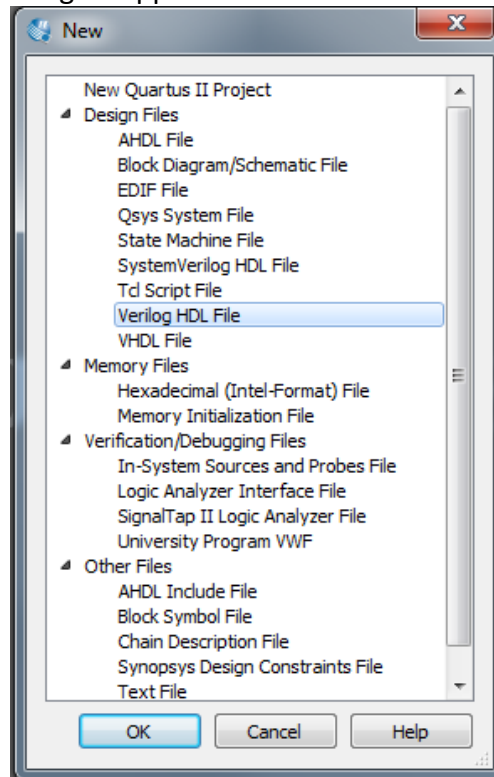 New
New Quartus II Project
Design Files
AHDL File
Block Diagram/Schematic File
EDIF File
Qsys System File
State Machine File
SystemVerilog HDL File
Tcl Script File
Verilog HDL File
VHDL File
Memory Files
Hexadecimal (Intel-Format) File
Memory Initialization File
Verification/Debugging Files
In-System Sources and Probes File
Logic Analyzer Interface File
SignalTap II Logic Analyzer File
University Program VWF
Other Files
AHDL Include File
Block Symbol File
Chain Description File
Synopsys Design Constraints File
Text File
OK Cancel Help